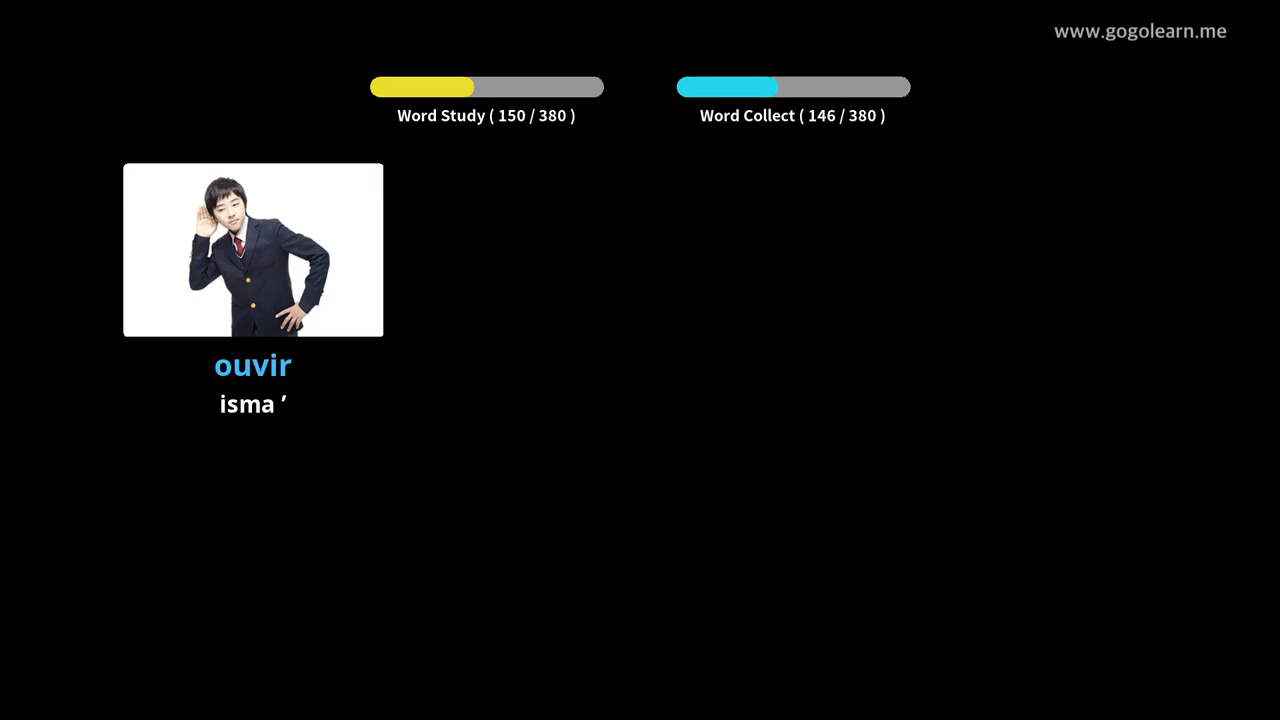 www.gogolearn.me
Word Study ( 150 / 380 )
Word Collect ( 146 / 380 )
ouvir
isma ′